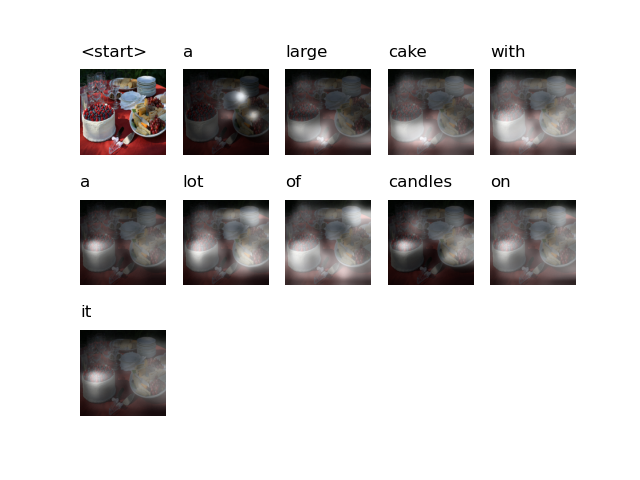 <start> a large cake with
a lot of candles on
it